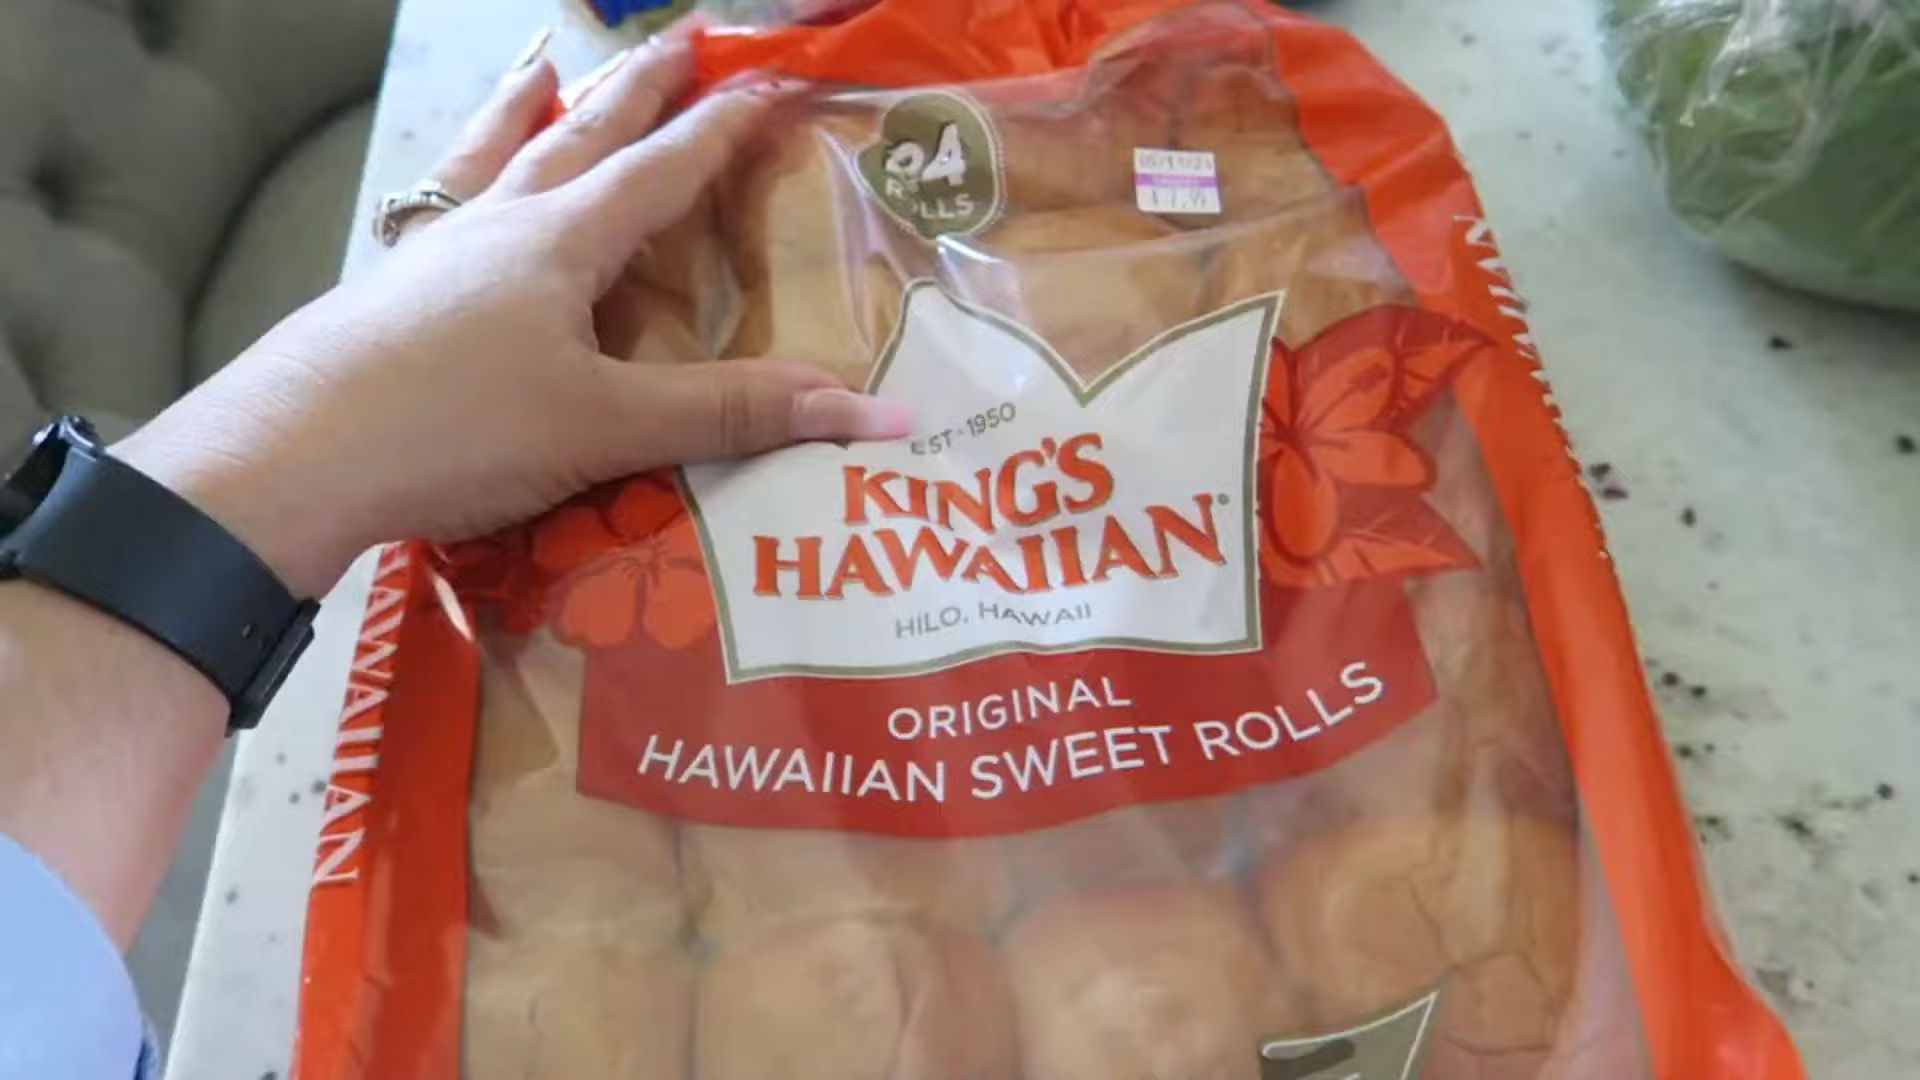 24
ROLLS
EST·1950
KING'S
HAWAIIAN®
HILO, HAWAII
ORIGINAL
HAWAIIAN SWEET ROLLS
HAWAIIAN